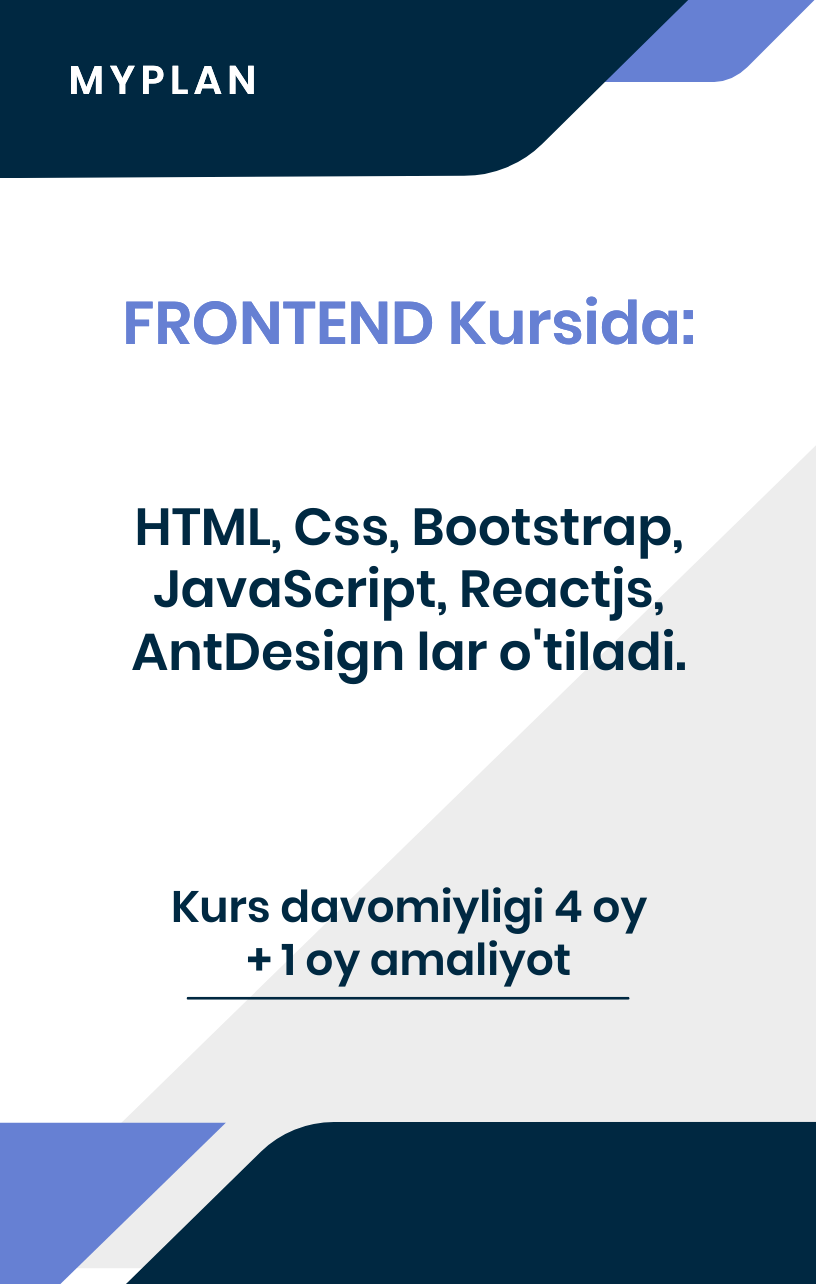 MYPLAN
FRONTEND Kursida:
HTML, Css, Bootstrap,
JavaScript, Reactjs,
AntDesign lar o'tiladi.
Kurs davomiyligi 4 oy
+ 1 oy amaliyot